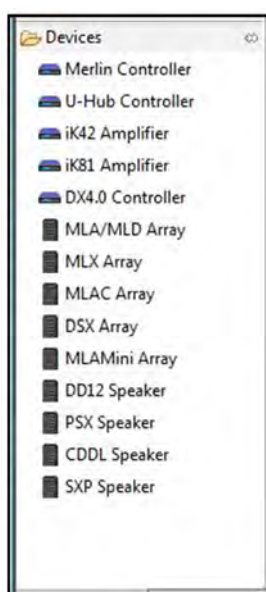 Devices
Merlin Controller
U-Hub Controller
iK42 Amplifier
iK81 Amplifier
DX4.0 Controller
MLA/MLD Array
MLX Array
MLAC Array
DSX Array
MLAMini Array
DD12 Speaker
PSX Speaker
CDDL Speaker
SXP Speaker